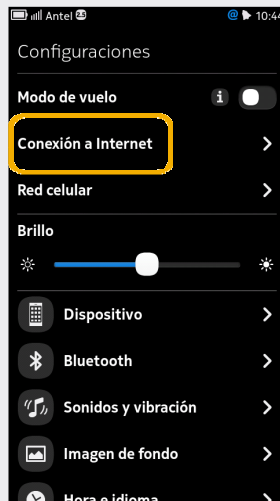 Antel 10:44
Configuraciones
Modo de vuelo i
Conexión a Internet
Red celular
Brillo
Dispositivo
Bluetooth
Sonidos y vibración
Imagen de fondo
Hora e idioma